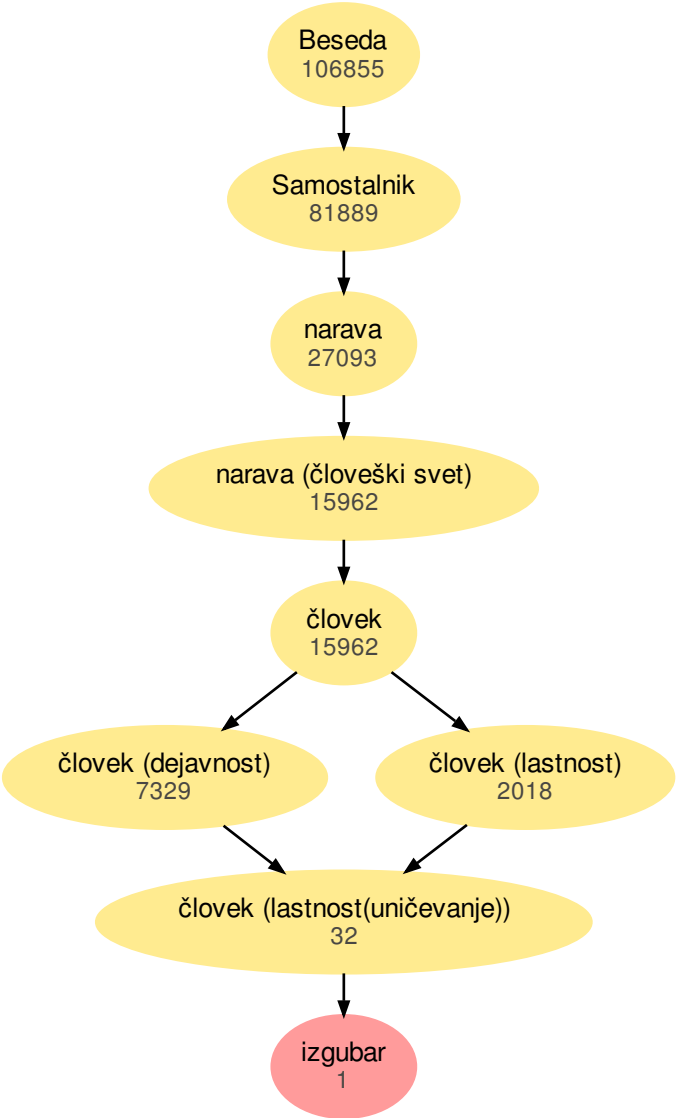 Beseda
106855
Samostalnik
81889
narava
27093
narava (človeški svet)
15962
človek
15962
človek (dejavnost)
7329
človek (lastnost)
2018
človek (lastnost(uničevanje))
32
izgubar
1